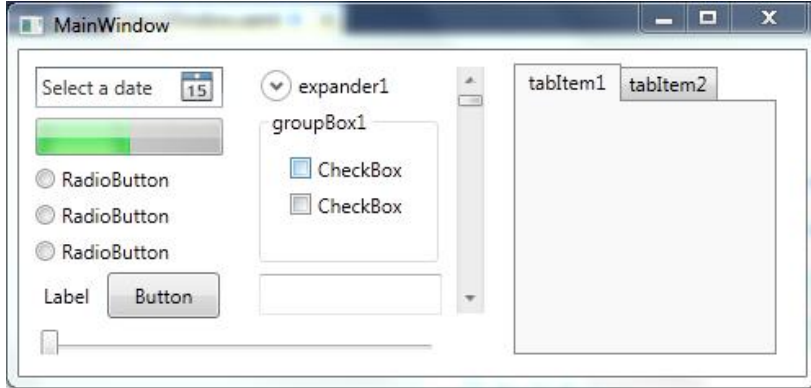 MainWindow
Select a date 15
RadioButton
RadioButton
RadioButton
Label Button
expander1
groupBox1
CheckBox
CheckBox
tabItem1 tabItem2